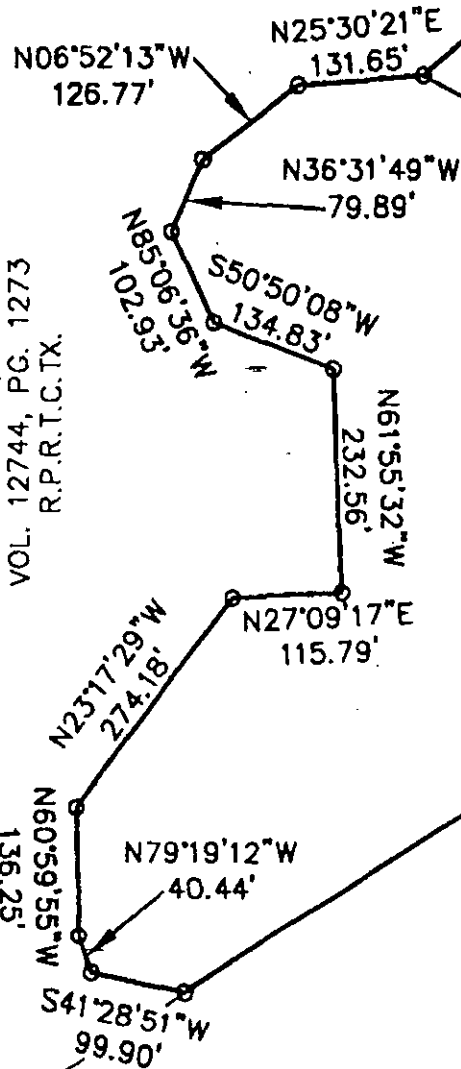 N25°30'21"E
131.65'
N06°52'13"W
126.77'
N36°31'49"W
79.89'
N85°06'36"W
102.93'
S50°50'08"W
134.83'
VOL. 12744, PG. 1273
R.P.R.T.C.TX.
N61°55'32"W
232.56'
N27°09'17"E
115.79'
N23°17'29"W
274.18'
N60°59'55"W
136.25'
N79°19'12"W
40.44'
S41°28'51"W
99.90'